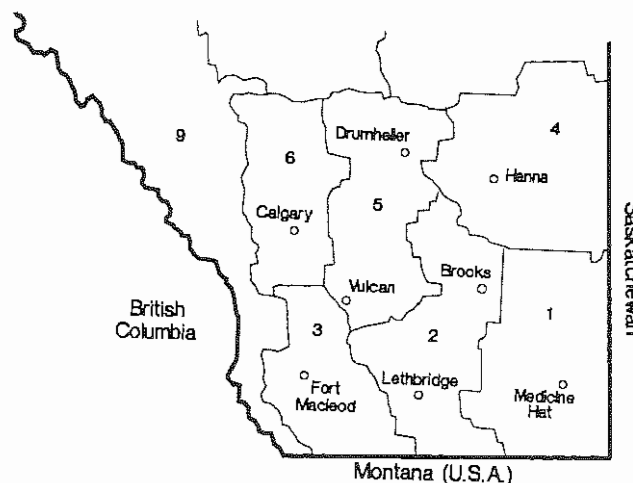 9
6
Drumheller
4
Hanna
Calgary
5
Saskatchewan
Vulcan
Brooks
British
Columbia
3
2
1
Fort
Macleod
Lethbridge
Medicine
Hat
Montana (U.S.A.)